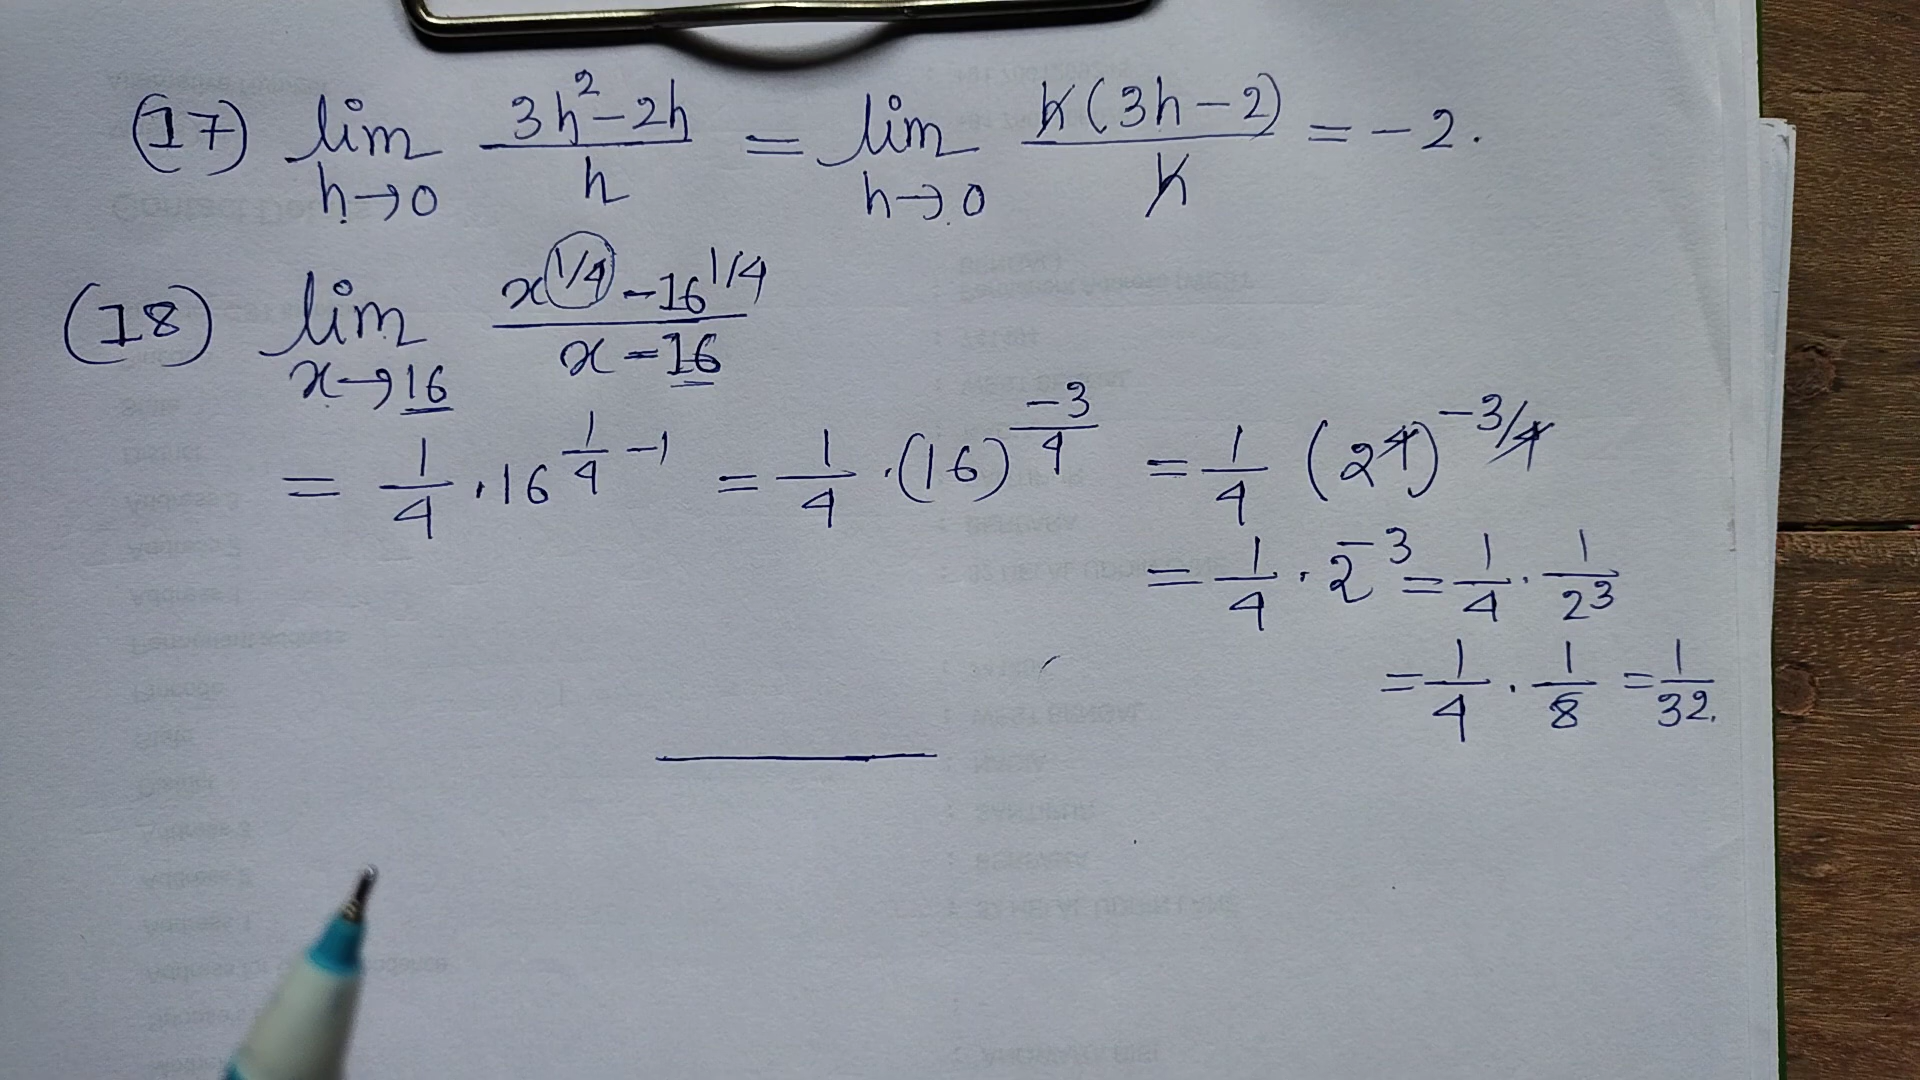 (17) lim h→0 (3h²-2h)/h = lim h→0 h(3h-2)/h = -2.
(18) lim x→16 (x^(1/4) - 16^(1/4))/(x-16)
= 1/4 · 16^(1/4 - 1) = 1/4 · (16)^(-3/4) = 1/4 (2⁴)^(-3/4)
= 1/4 · 2⁻³ = 1/4 · 1/2³
= 1/4 · 1/8 = 1/32.